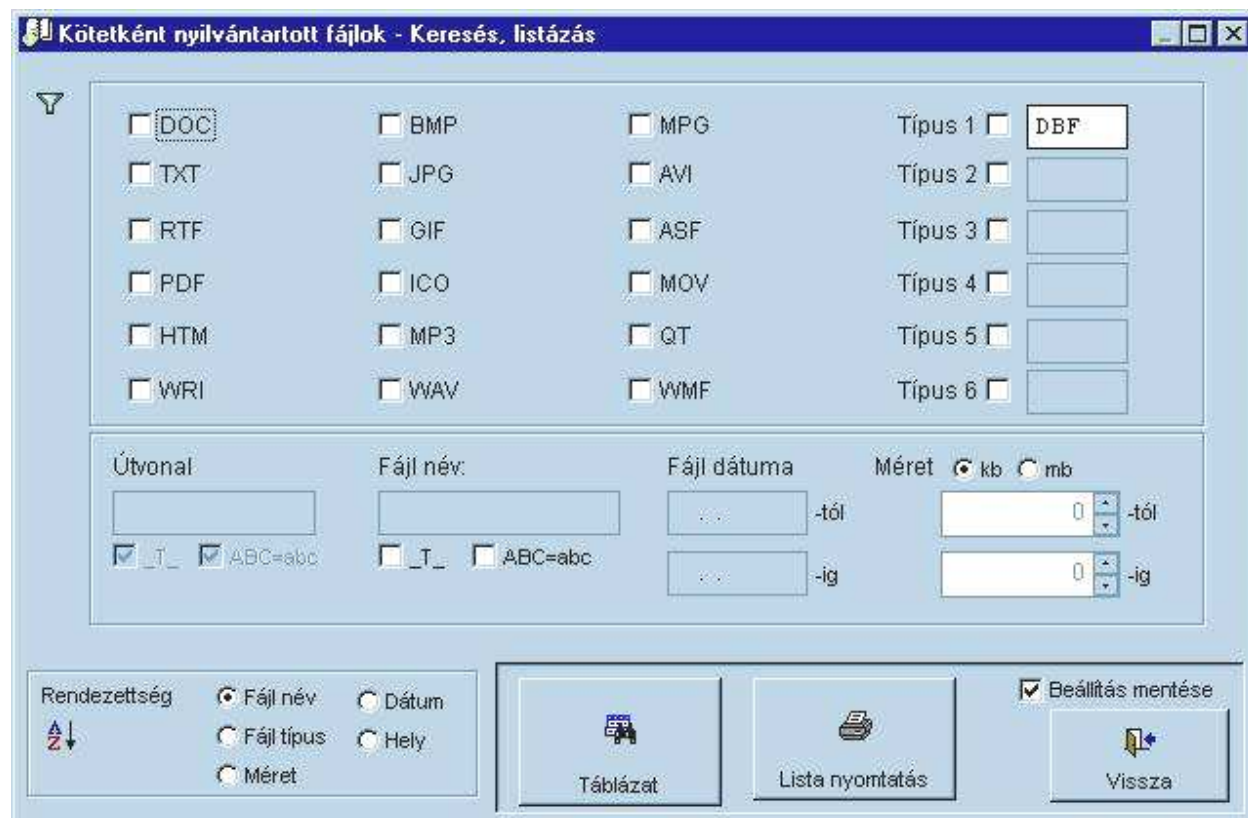 Kötetként nyilvántartott fájlok - Keresés, listázás
DOC BMP MPG Típus 1 DBF
TXT JPG AVI Típus 2
RTF GIF ASF Típus 3
PDF ICO MOV Típus 4
HTM MP3 QT Típus 5
WRI WAV WMF Típus 6
Útvonal Fájl név: Fájl dátuma Méret kb mb
. . -tól 0 -tól
_T_ ABC=abc _T_ ABC=abc
. . -ig 0 -ig
Rendezettség Fájl név Dátum
Fájl típus Hely
Méret
Táblázat
Lista nyomtatás
Beállítás mentése
Vissza